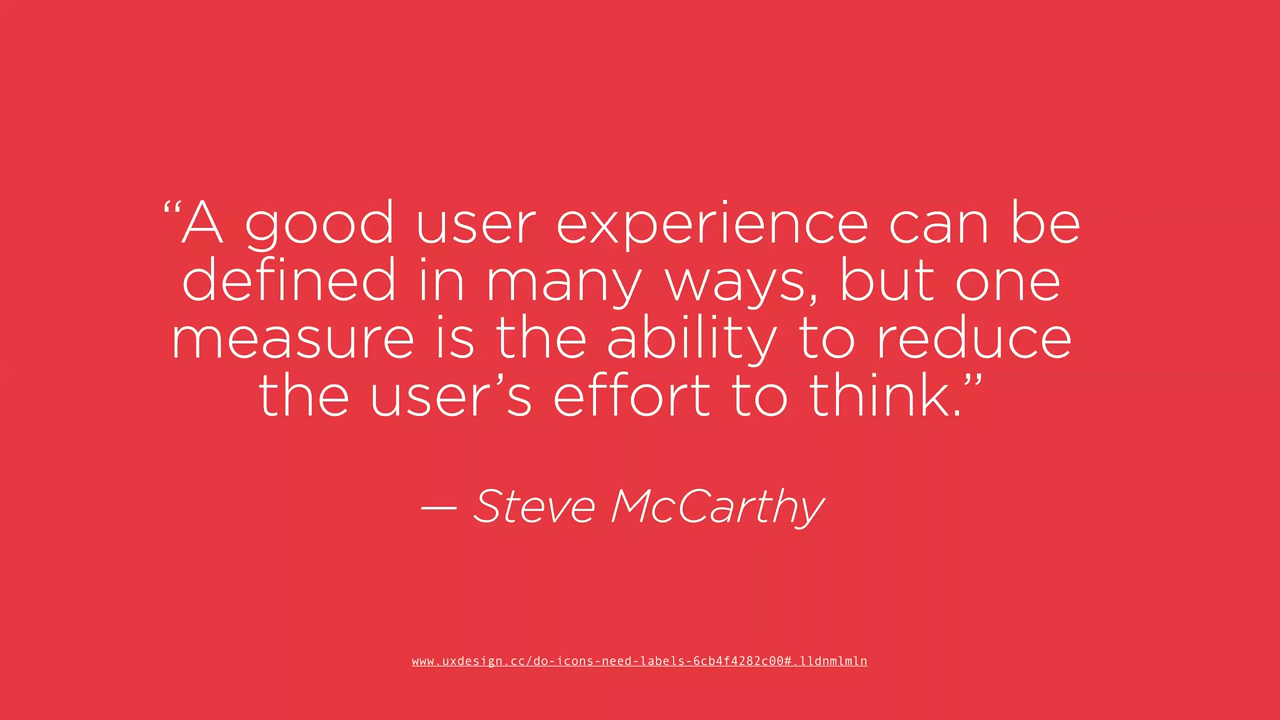 “A good user experience can be
defined in many ways, but one
measure is the ability to reduce
the user’s effort to think.”
— Steve McCarthy
www.uxdesign.cc/do-icons-need-labels-6cb4f4282c00#.lldnmlmln